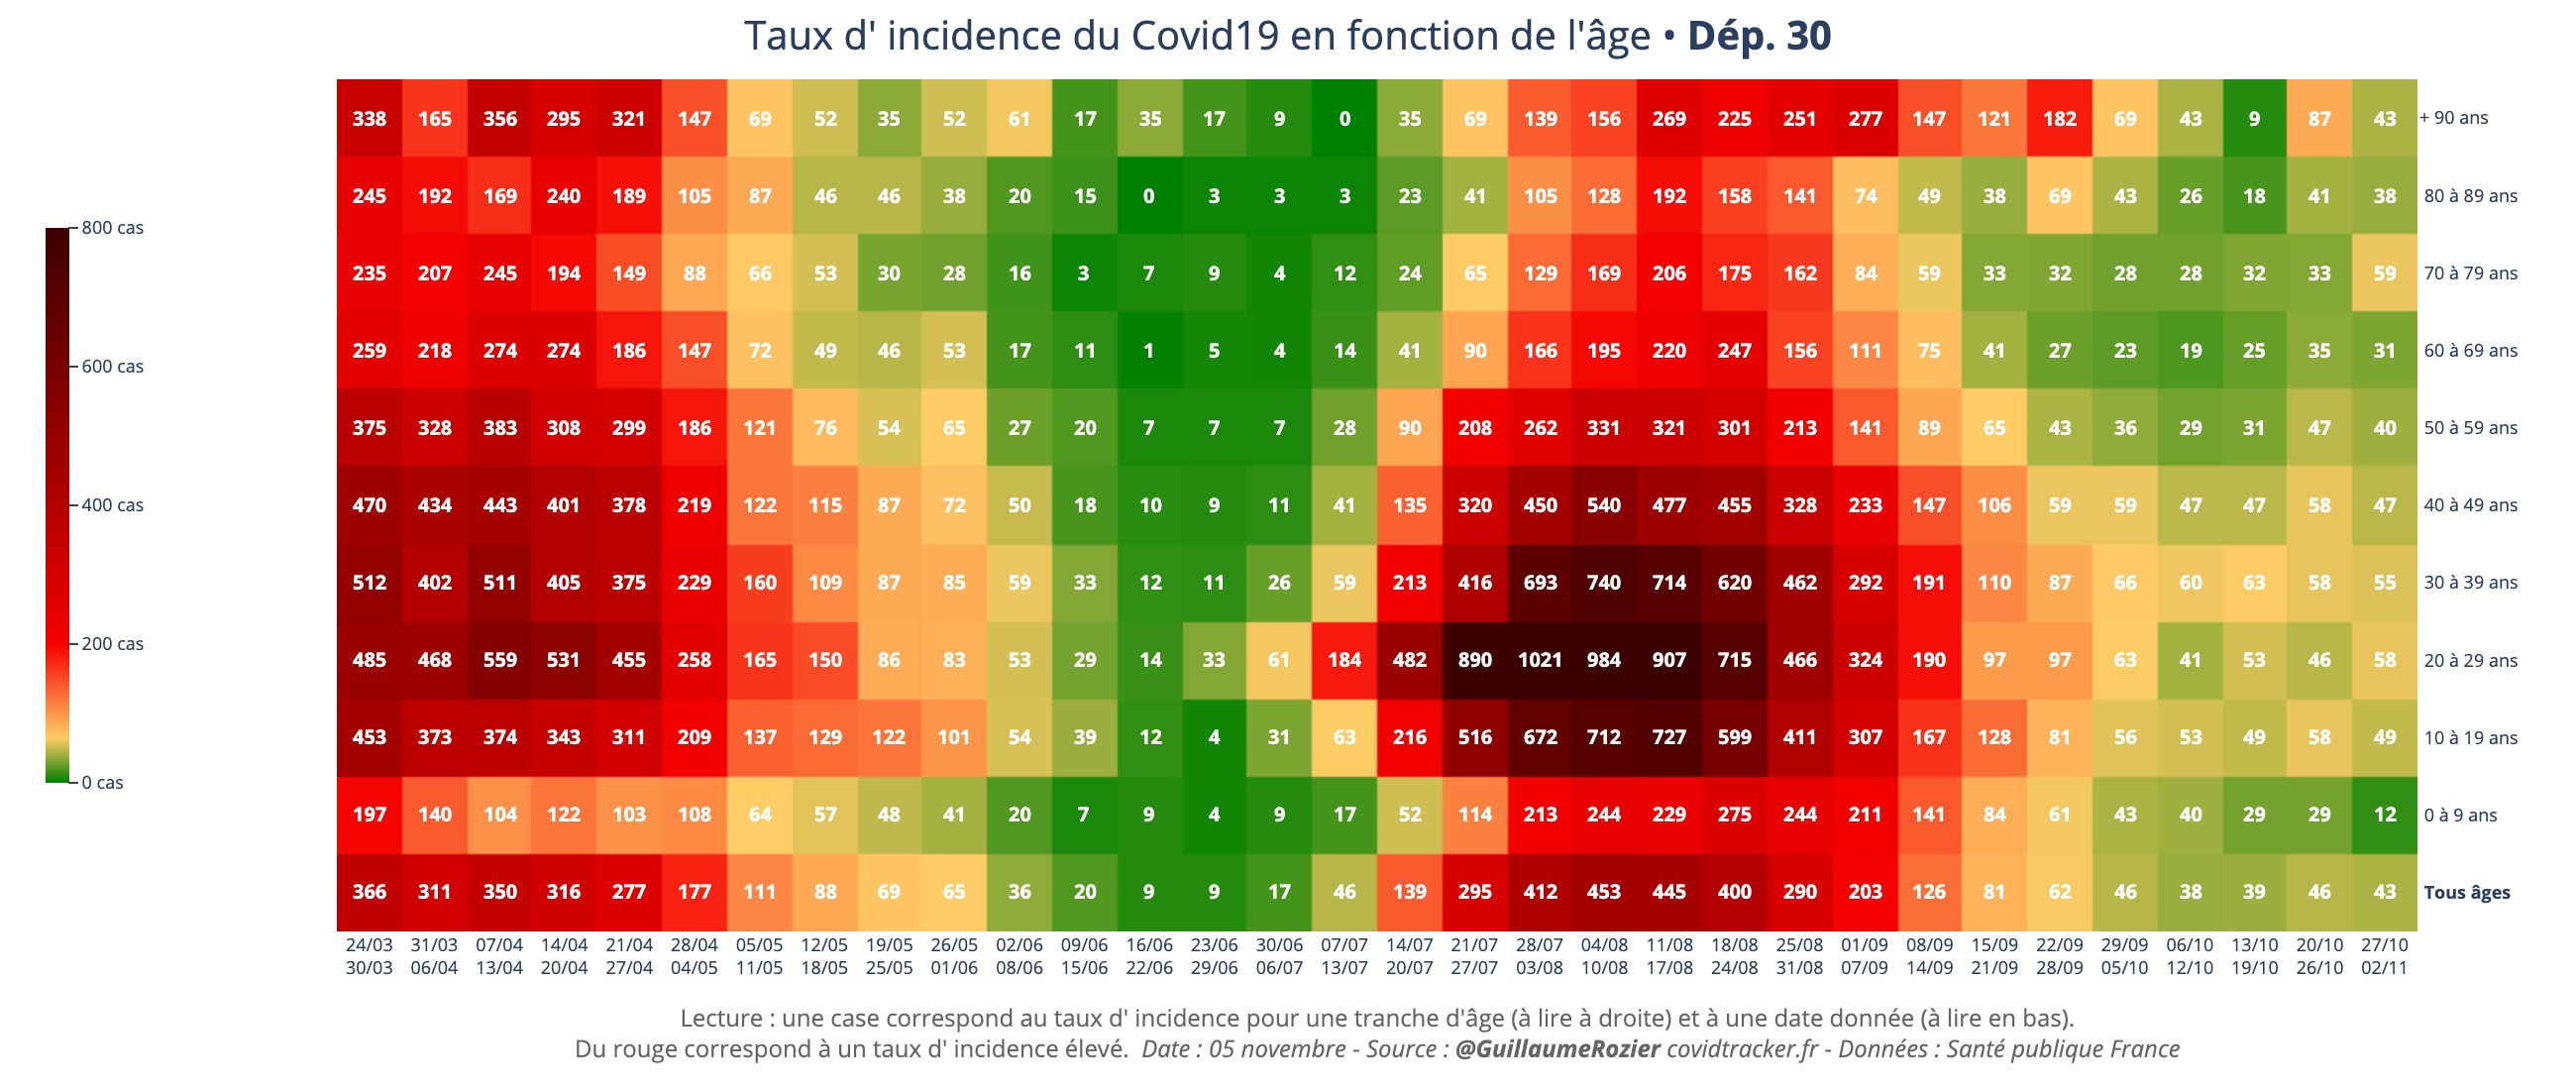 Taux d' incidence du Covid19 en fonction de l'âge • Dép. 30
800 cas
600 cas
400 cas
200 cas
0 cas
338 165 356 295 321 147 69 52 35 52 61 17 35 17 9 0 35 69 139 156 269 225 251 277 147 121 182 69 43 9 87 43 + 90 ans
245 192 169 240 189 105 87 46 46 38 20 15 0 3 3 3 23 41 105 128 192 158 141 74 49 38 69 43 26 18 41 38 80 à 89 ans
235 207 245 194 149 88 66 53 30 28 16 3 7 9 4 12 24 65 129 169 206 175 162 84 59 33 32 28 28 32 33 59 70 à 79 ans
259 218 274 274 186 147 72 49 46 53 17 11 1 5 4 14 41 90 166 195 220 247 156 111 75 41 27 23 19 25 35 31 60 à 69 ans
375 328 383 308 299 186 121 76 54 65 27 20 7 7 7 28 90 208 262 331 321 301 213 141 89 65 43 36 29 31 47 40 50 à 59 ans
470 434 443 401 378 219 122 115 87 72 50 18 10 9 11 41 135 320 450 540 477 455 328 233 147 106 59 59 47 47 58 47 40 à 49 ans
512 402 511 405 375 229 160 109 87 85 59 33 12 11 26 59 213 416 693 740 714 620 462 292 191 110 87 66 60 63 58 55 30 à 39 ans
485 468 559 531 455 258 165 150 86 83 53 29 14 33 61 184 482 890 1021 984 907 715 466 324 190 97 97 63 41 53 46 58 20 à 29 ans
453 373 374 343 311 209 137 129 122 101 54 39 12 4 31 63 216 516 672 712 727 599 411 307 167 128 81 56 53 49 58 49 10 à 19 ans
197 140 104 122 103 108 64 57 48 41 20 7 9 4 9 17 52 114 213 244 229 275 244 211 141 84 61 43 40 29 29 12 0 à 9 ans
366 311 350 316 277 177 111 88 69 65 36 20 9 9 17 46 139 295 412 453 445 400 290 203 126 81 62 46 38 39 46 43 Tous âges
24/03 31/03 07/04 14/04 21/04 28/04 05/05 12/05 19/05 26/05 02/06 09/06 16/06 23/06 30/06 07/07 14/07 21/07 28/07 04/08 11/08 18/08 25/08 01/09 08/09 15/09 22/09 29/09 06/10 13/10 20/10 27/10
30/03 06/04 13/04 20/04 27/04 04/05 11/05 18/05 25/05 01/06 08/06 15/06 22/06 29/06 06/07 13/07 20/07 27/07 03/08 10/08 17/08 24/08 31/08 07/09 14/09 21/09 28/09 05/10 12/10 19/10 26/10 02/11
Lecture : une case correspond au taux d' incidence pour une tranche d'âge (à lire à droite) et à une date donnée (à lire en bas).
Du rouge correspond à un taux d' incidence élevé. Date : 05 novembre - Source : @GuillaumeRozier covidtracker.fr - Données : Santé publique France